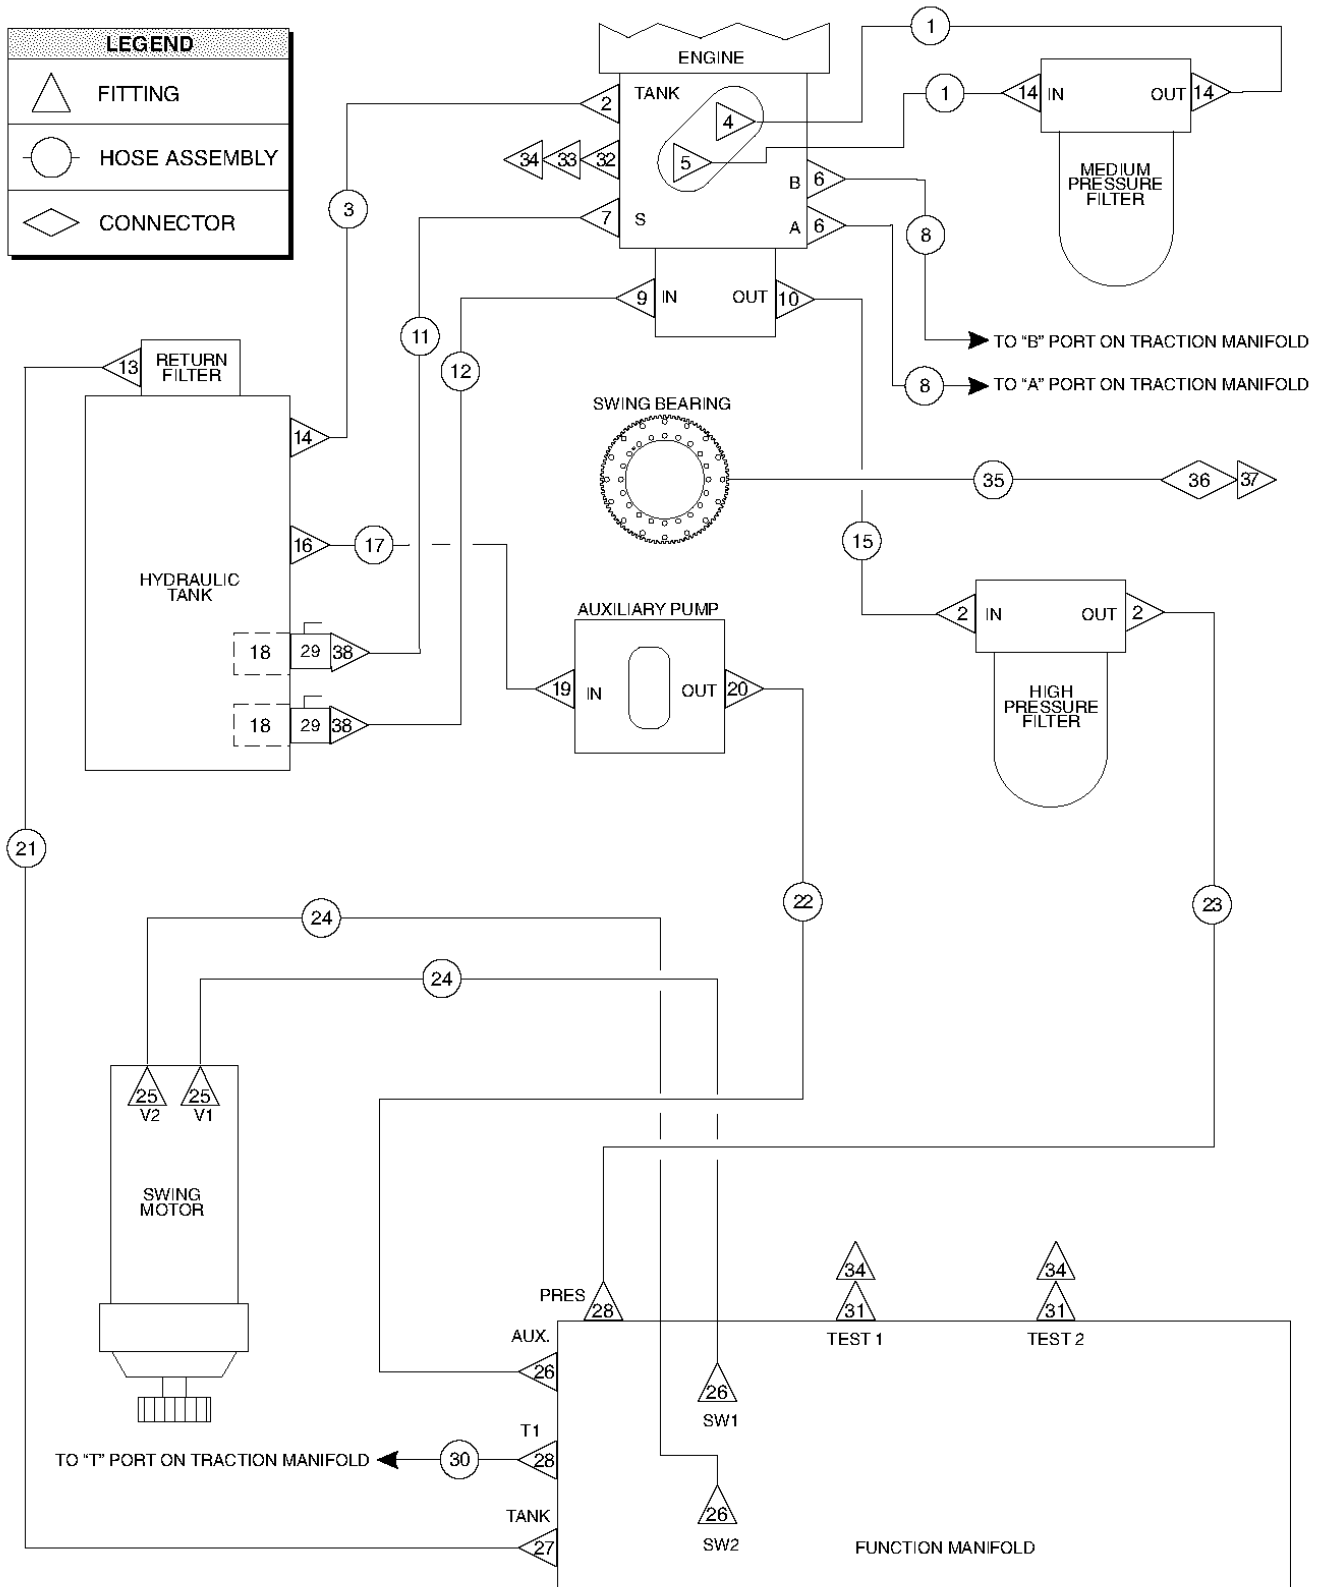 LEGEND
FITTING
HOSE ASSEMBLY
CONNECTOR
ENGINE
1
1
2
TANK
4
5
34
33
32
14
IN
OUT
14
MEDIUM
PRESSURE
FILTER
B
6
3
7
S
A
6
8
9
IN
OUT
10
11
12
TO "B" PORT ON TRACTION MANIFOLD
8
TO "A" PORT ON TRACTION MANIFOLD
13
RETURN
FILTER
SWING BEARING
14
35
36
37
16
17
15
HYDRAULIC
TANK
AUXILIARY PUMP
2
IN
OUT
2
18
29
38
19
IN
OUT
20
HIGH
PRESSURE
FILTER
18
29
38
21
22
23
24
24
25
V2
25
V1
SWING
MOTOR
34
34
PRES
28
31
31
TEST 1
TEST 2
AUX.
26
26
SW1
T1
TO "T" PORT ON TRACTION MANIFOLD
30
28
26
SW2
TANK
27
FUNCTION MANIFOLD